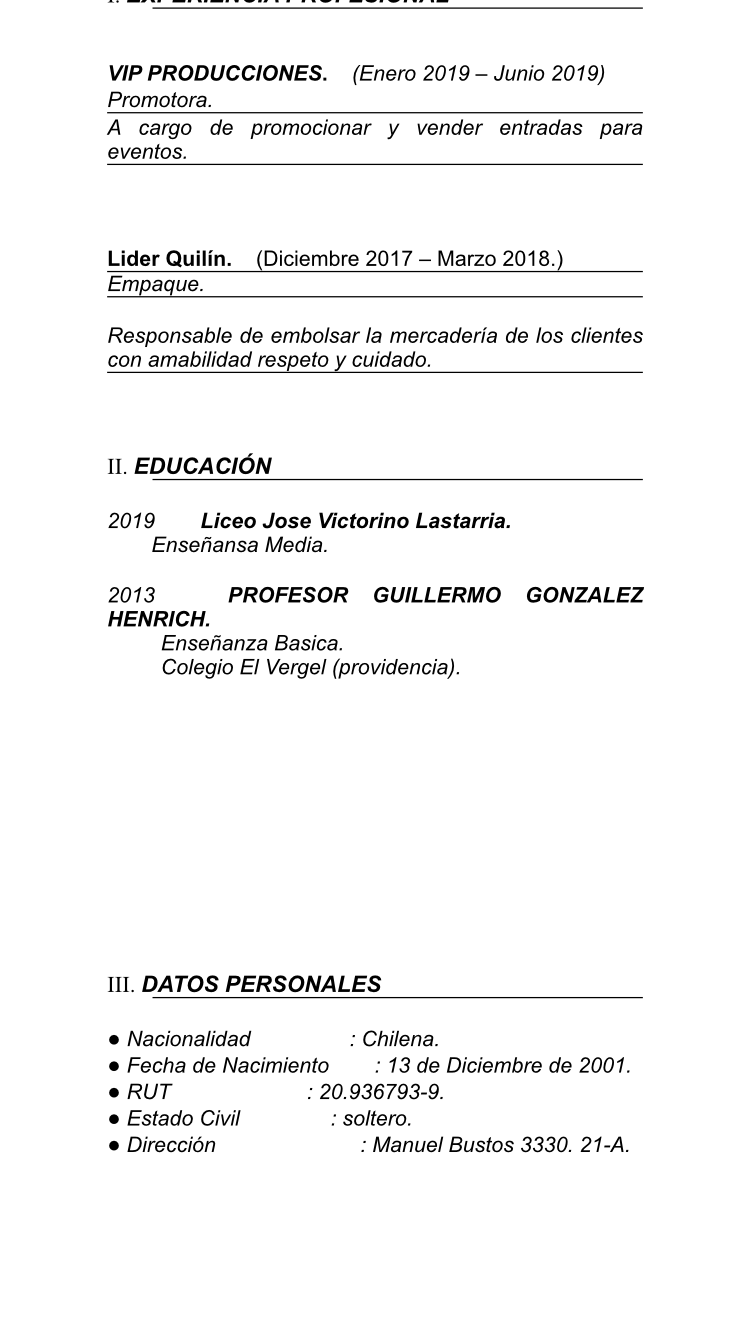 I. EXPERIENCIA PROFESIONAL
VIP PRODUCCIONES. (Enero 2019 – Junio 2019)
Promotora.
A cargo de promocionar y vender entradas para
eventos.
Lider Quilín. (Diciembre 2017 – Marzo 2018.)
Empaque.
Responsable de embolsar la mercadería de los clientes
con amabilidad respeto y cuidado.
II. EDUCACIÓN
2019 Liceo Jose Victorino Lastarria.
Enseñansa Media.
2013 PROFESOR GUILLERMO GONZALEZ
HENRICH.
Enseñanza Basica.
Colegio El Vergel (providencia).
III. DATOS PERSONALES
● Nacionalidad : Chilena.
● Fecha de Nacimiento : 13 de Diciembre de 2001.
● RUT : 20.936793-9.
● Estado Civil : soltero.
● Dirección : Manuel Bustos 3330. 21-A.